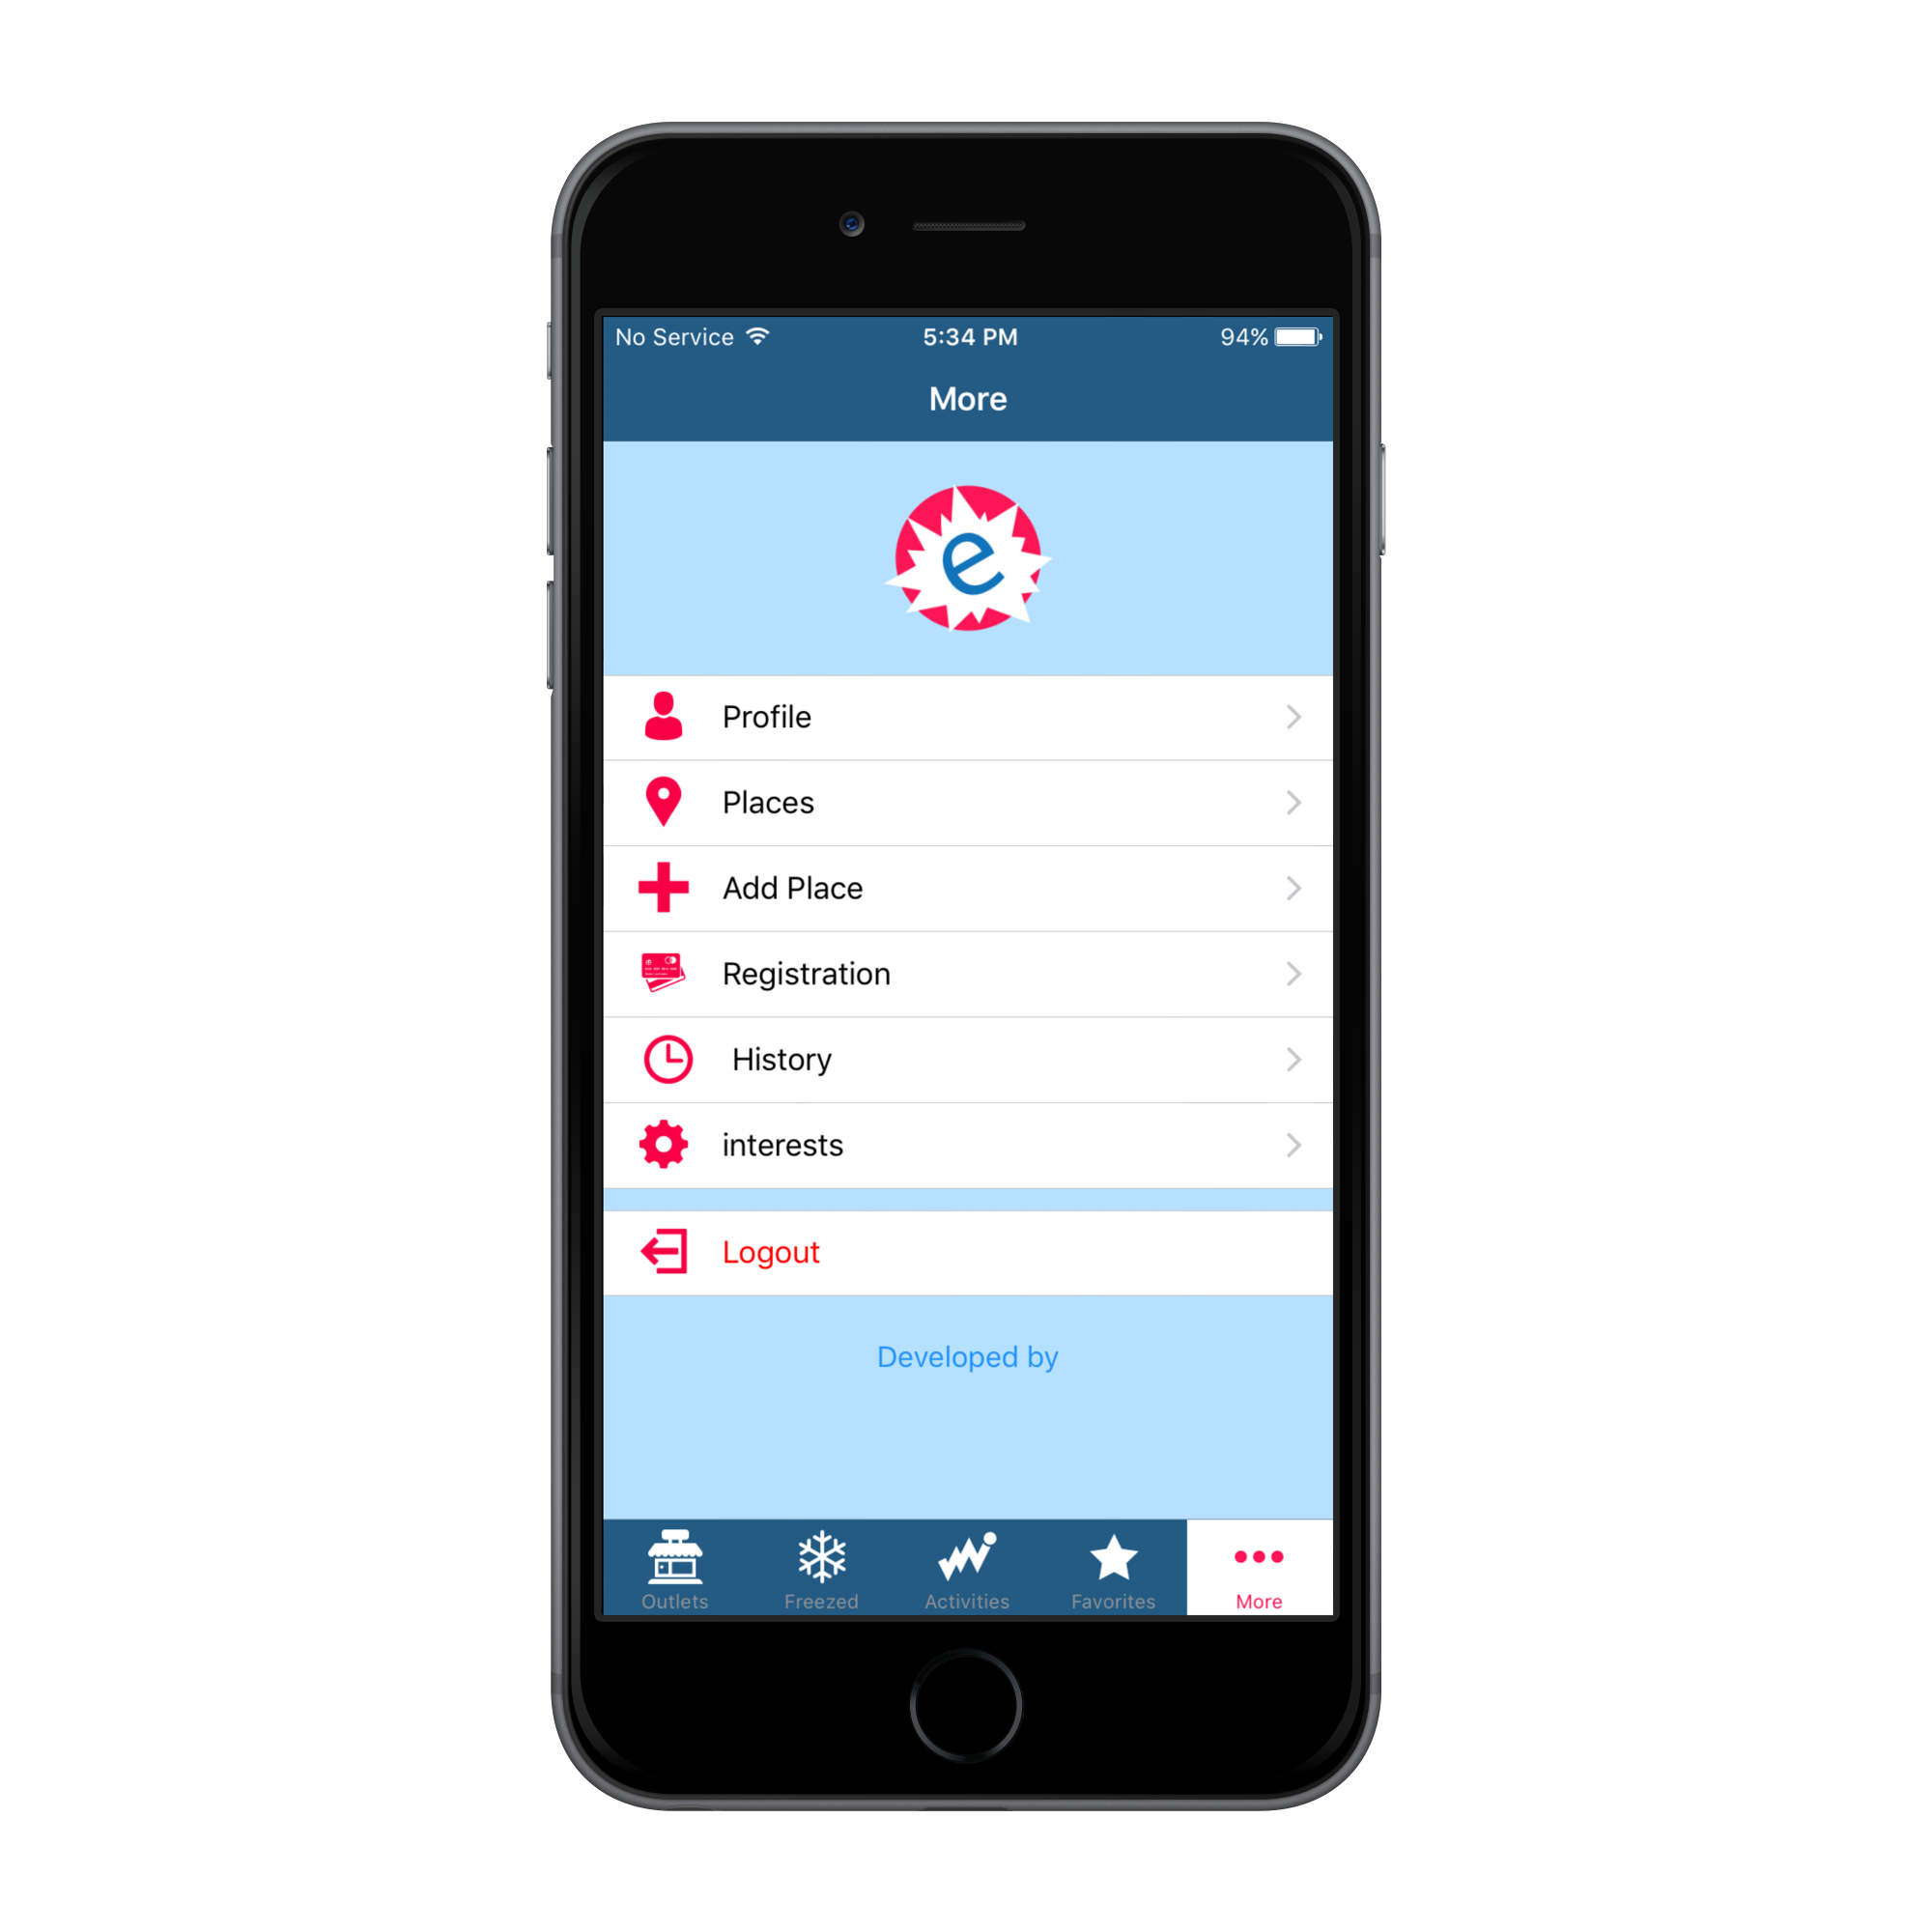 No Service 5:34 PM 94%
More
e
Profile
Places
Add Place
Registration
History
interests
Logout
Developed by
Outlets Freezed Activities Favorites More